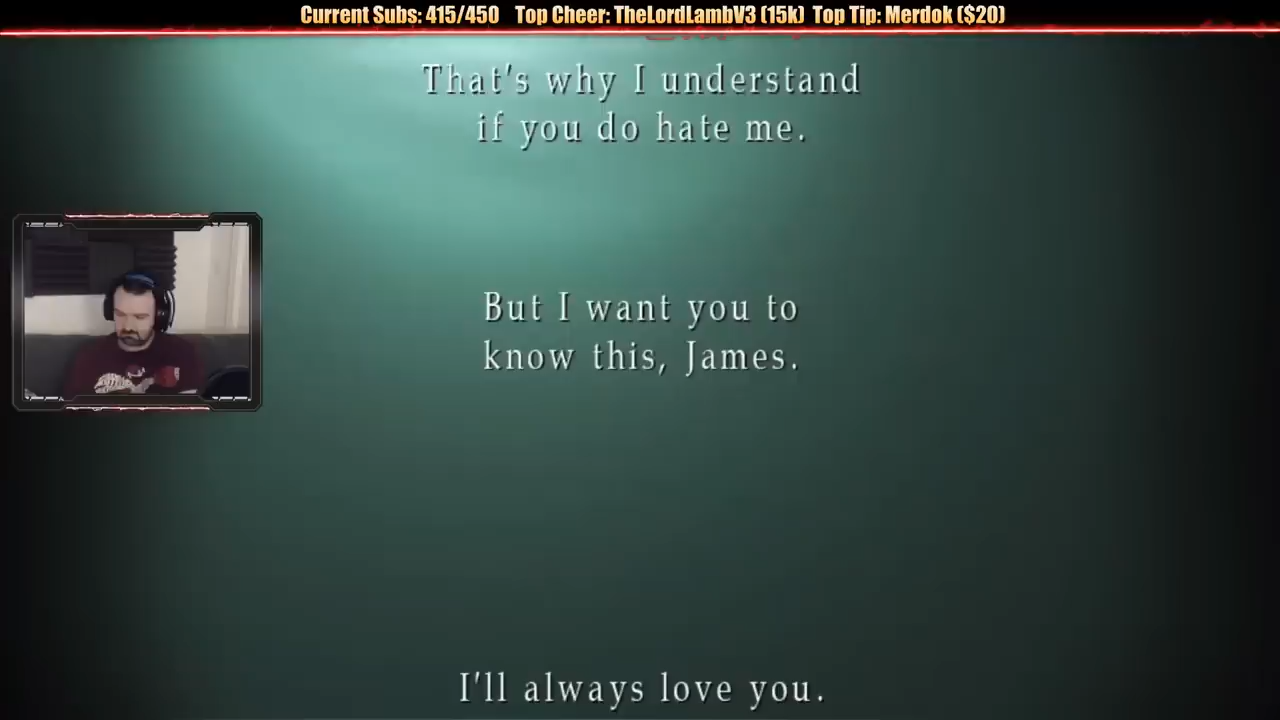 Current Subs: 415/450 Top Cheer: TheLordLambV3 (15k) Top Tip: Merdok ($20)
That's why I understand
if you do hate me.
But I want you to
know this, James.
I'll always love you.